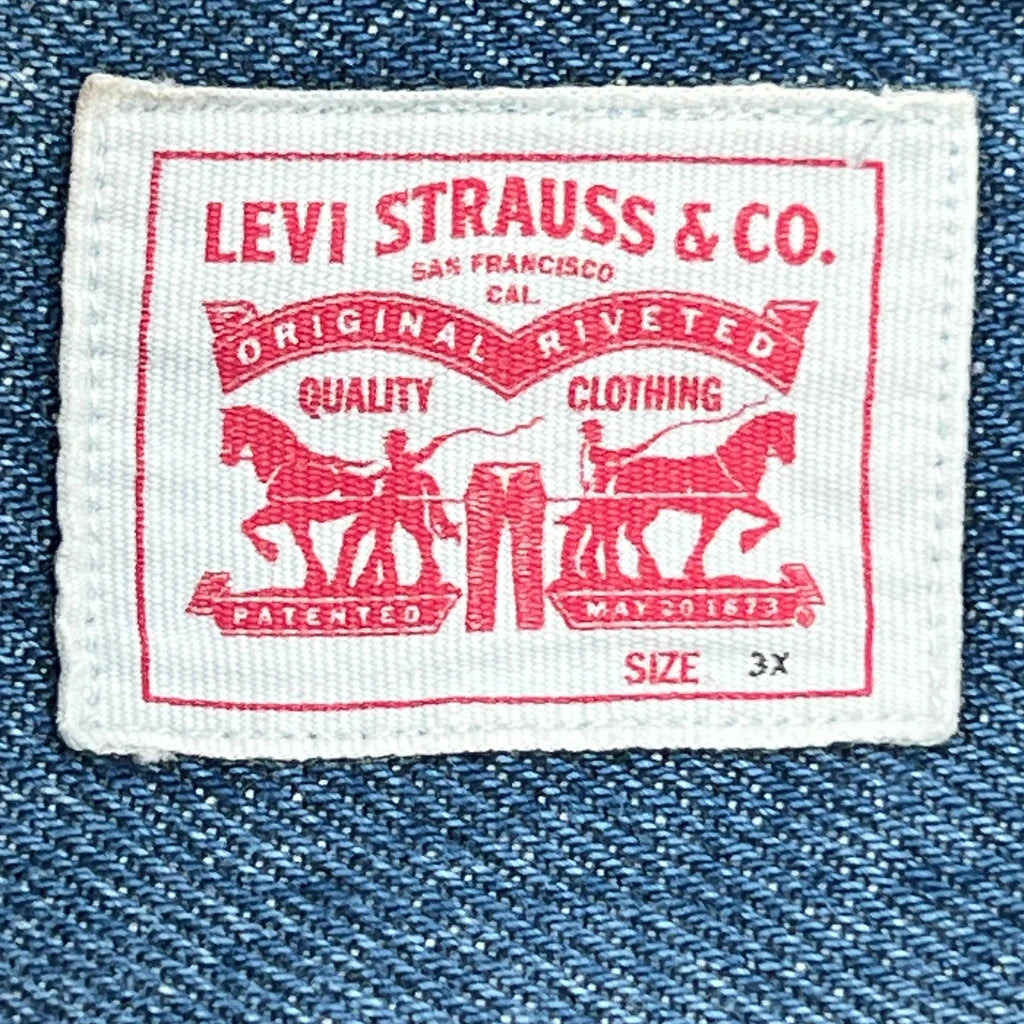 LEVI STRAUSS & CO.
SAN FRANCISCO
CAL.
ORIGINAL RIVETED
QUALITY CLOTHING
PATENTED MAY 20 1873
SIZE 3X